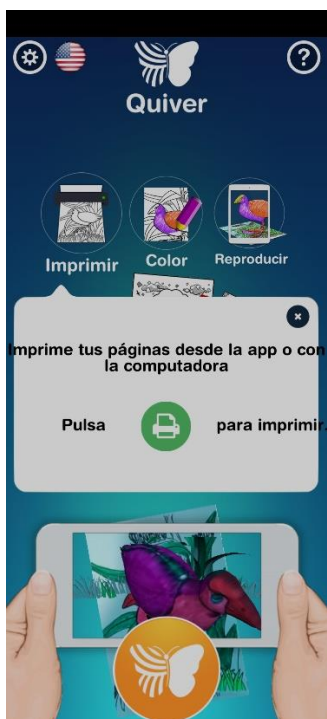 ?
Quiver
Imprimir Color Reproducir
×
Imprime tus páginas desde la app o con
la computadora
Pulsa para imprimir.